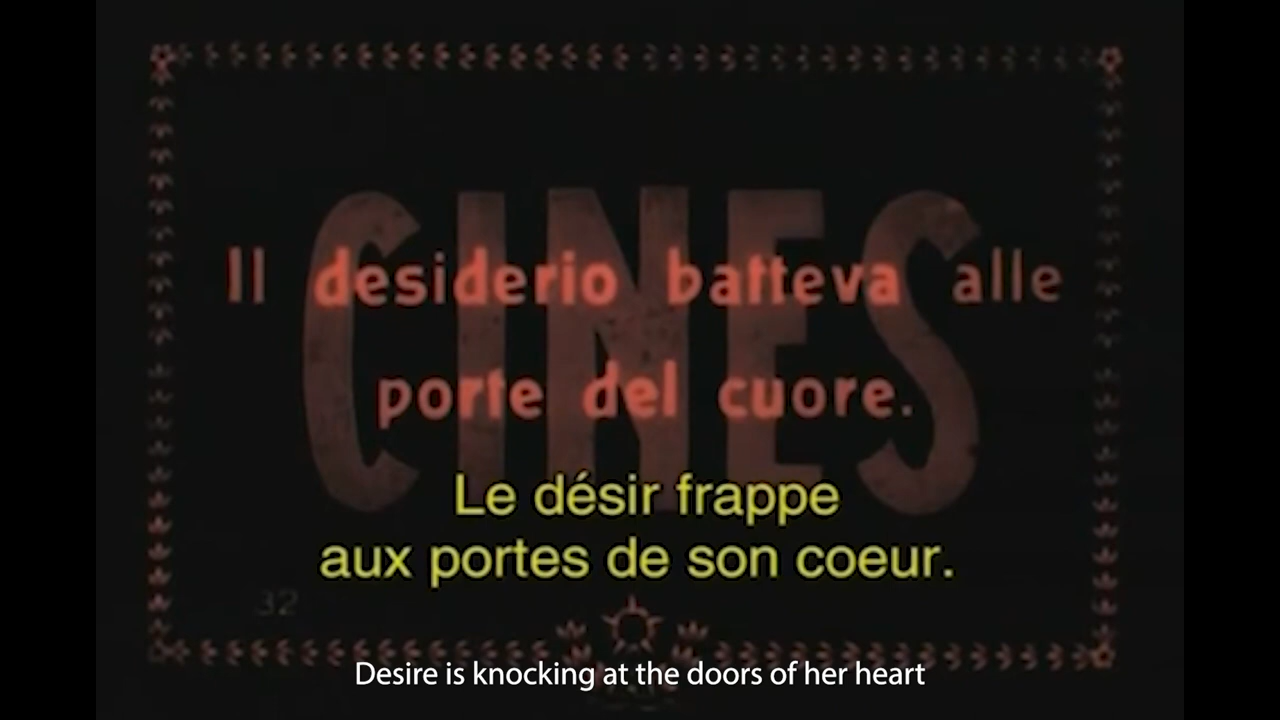 CINES
Il desiderio batteva alle
porte del cuore.
Le désir frappe
aux portes de son coeur.
32
Desire is knocking at the doors of her heart